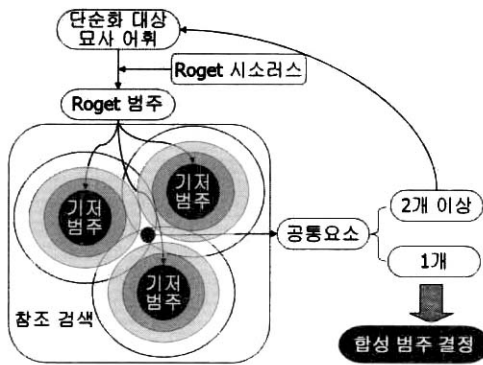 단순화 대상
묘사 어휘
Roget 시소러스
Roget 범주
기저
범주
기저
범주
기저
범주
참조 검색
공통요소
2개 이상
1개
합성 범주 결정